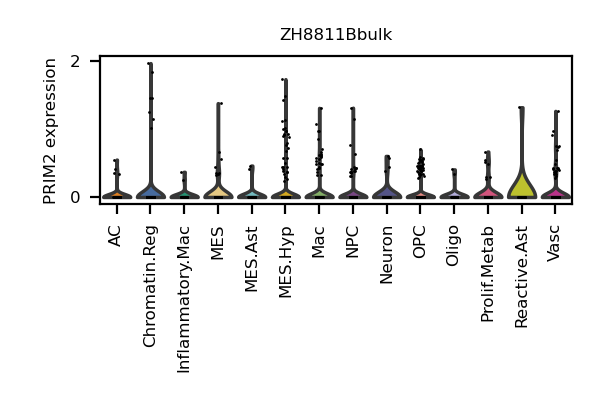 ZH8811Bbulk
PRIM2 expression
2
0
AC
Chromatin.Reg
Inflammatory.Mac
MES
MES.Ast
MES.Hyp
Mac
NPC
Neuron
OPC
Oligo
Prolif.Metab
Reactive.Ast
Vasc